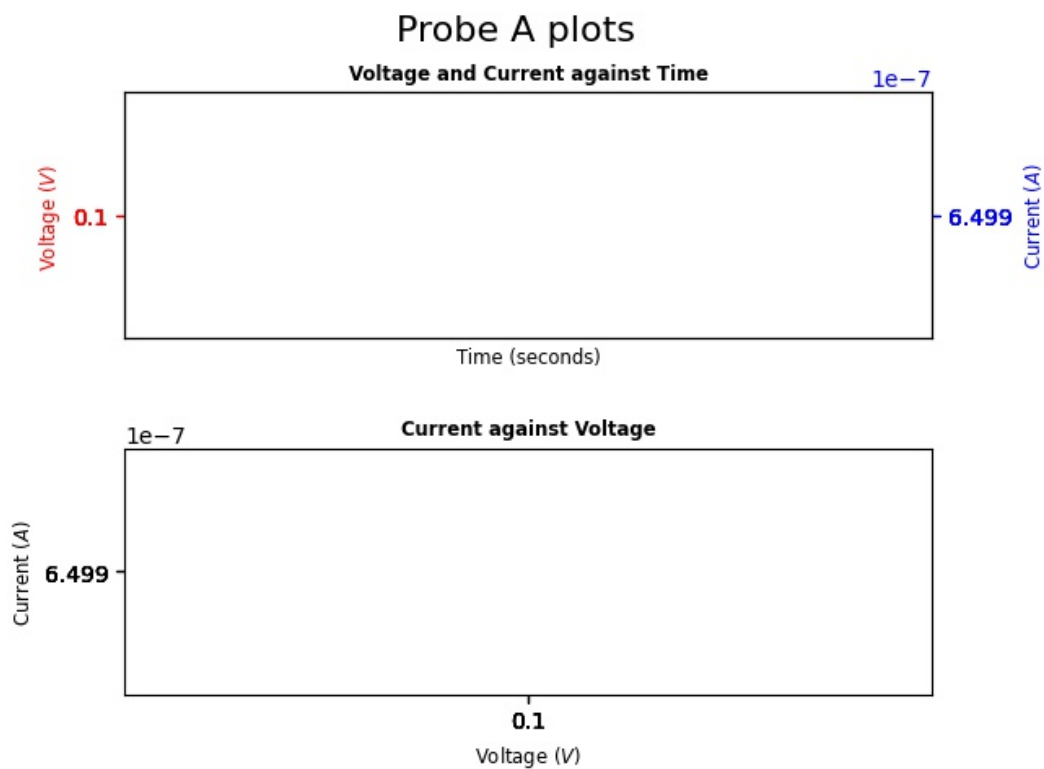 Probe A plots
Voltage and Current against Time
1e−7
Voltage (V)
0.1
6.499
Current (A)
Time (seconds)
Current against Voltage
1e−7
Current (A)
6.499
0.1
Voltage (V)